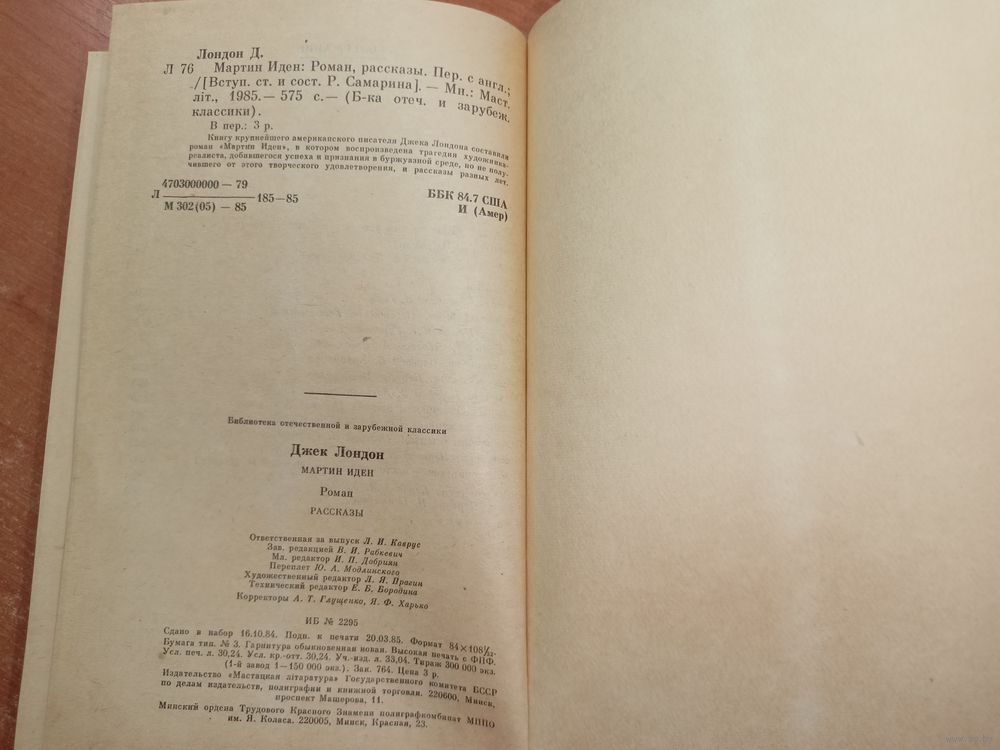 Лондон Д.
Л 76 Мартин Иден: Роман, рассказы. Пер. с англ.;
/[Вступ. ст. и сост. Р. Самарина]. — Мн.: Маст.
літ., 1985.— 575 с.— (Б-ка отеч. и зарубеж.
классики).
В пер.: 3 р.
Книгу крупнейшего американского писателя Джека Лондона составили
роман «Мартин Иден», в котором воспроизведена трагедия художника-
реалиста, добившегося успеха и признания в буржуазной среде, но не полу-
чившего от этого творческого удовлетворения, и рассказы разных лет.
4703000000 — 79
Л 185—85
М 302(05) — 85
ББК 84.7 США
И (Амер)
Библиотека отечественной и зарубежной классики
Джек Лондон
МАРТИН ИДЕН
Роман
РАССКАЗЫ
Ответственная за выпуск Л. И. Каврус
Зав. редакцией В. И. Рабкевич
Мл. редактор И. П. Добриян
Переплет Ю. А. Модлинского
Художественный редактор Л. Я. Прагин
Технический редактор Е. Б. Бородина
Корректоры А. Т. Глущенко, Я. Ф. Харько
ИБ № 2295
Сдано в набор 16.10.84. Подп. к печати 20.03.85. Формат 84×108¹/₃₂.
Бумага тип. № 3. Гарнитура обыкновенная новая. Высокая печать с ФПФ.
Усл. печ. л. 30,24. Усл. кр.-отт. 30,24. Уч.-изд. л. 33,04. Тираж 300 000 экз.
(1-й завод 1—150 000 экз.). Зак. 764. Цена 3 р.
Издательство «Мастацкая літаратура» Государственного комитета БССР
по делам издательств, полиграфии и книжной торговли. 220600, Минск,
проспект Машерова, 11.
Минский ордена Трудового Красного Знамени полиграфкомбинат МППО
им. Я. Коласа. 220005, Минск, Красная, 23.